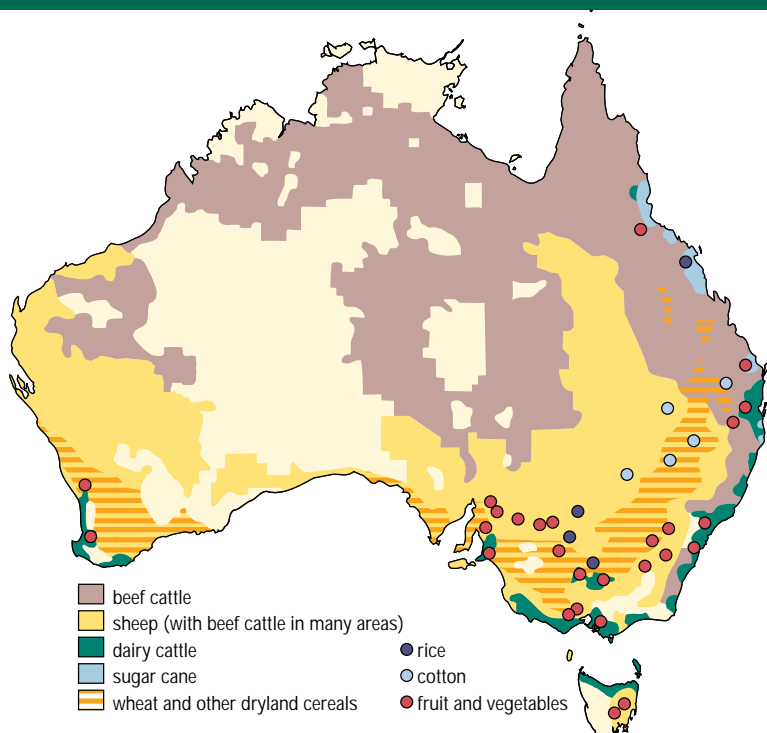 beef cattle
sheep (with beef cattle in many areas)
dairy cattle
sugar cane
wheat and other dryland cereals
rice
cotton
fruit and vegetables